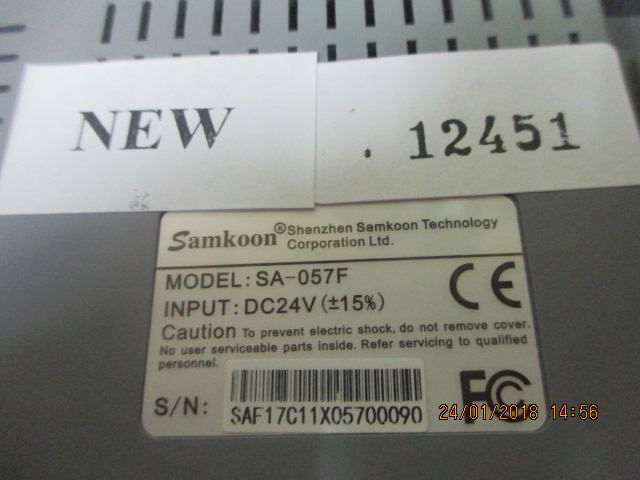 NEW
. 12451
Samkoon® Shenzhen Samkoon Technology
Corporation Ltd.
MODEL: SA-057F
INPUT: DC24V (±15%)
CE
Caution To prevent electric shock, do not remove cover.
No user serviceable parts inside. Refer servicing to qualified
personnel.
S/N: SAF17C11X05700090
FC
24/01/2018 14:56